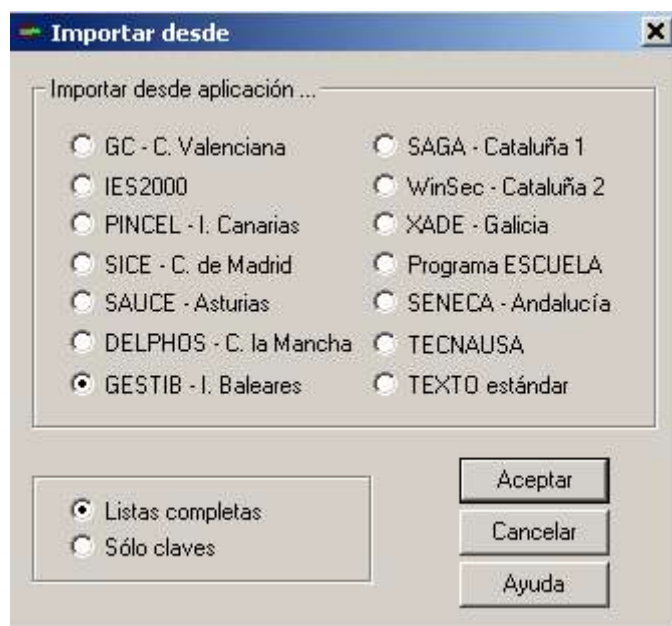 Importar desde
Importar desde aplicación ...
GC - C. Valenciana
IES2000
PINCEL - I. Canarias
SICE - C. de Madrid
SAUCE - Asturias
DELPHOS - C. la Mancha
GESTIB - I. Baleares
SAGA - Cataluña 1
WinSec - Cataluña 2
XADE - Galicia
Programa ESCUELA
SENECA - Andalucía
TECNAUSA
TEXTO estándar
Listas completas
Sólo claves
Aceptar
Cancelar
Ayuda